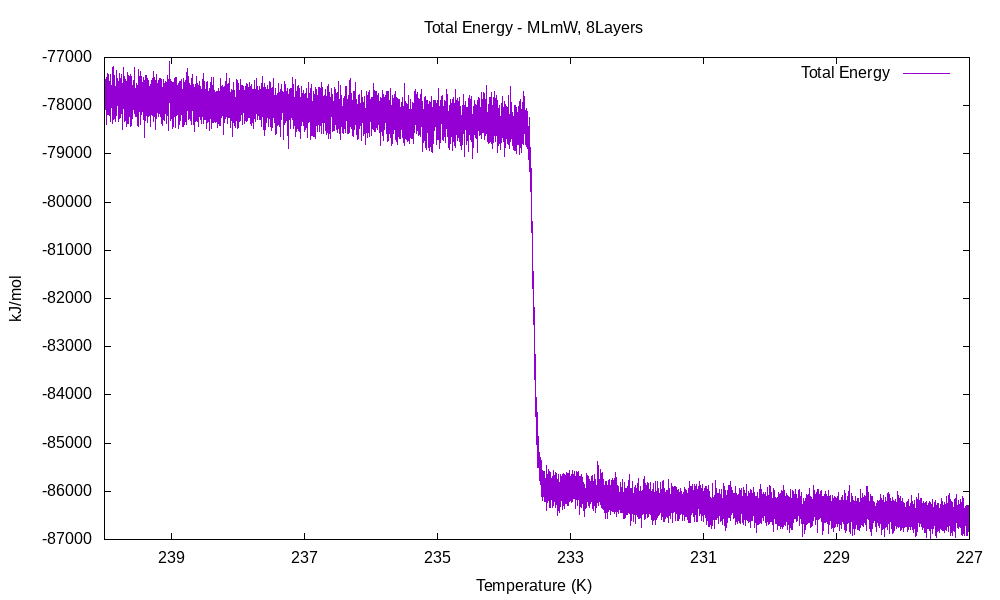 Total Energy - MLmW, 8Layers
-77000
Total Energy
-78000
-79000
-80000
-81000
-82000
kJ/mol
-83000
-84000
-85000
-86000
-87000
239 237 235 233 231 229 227
Temperature (K)